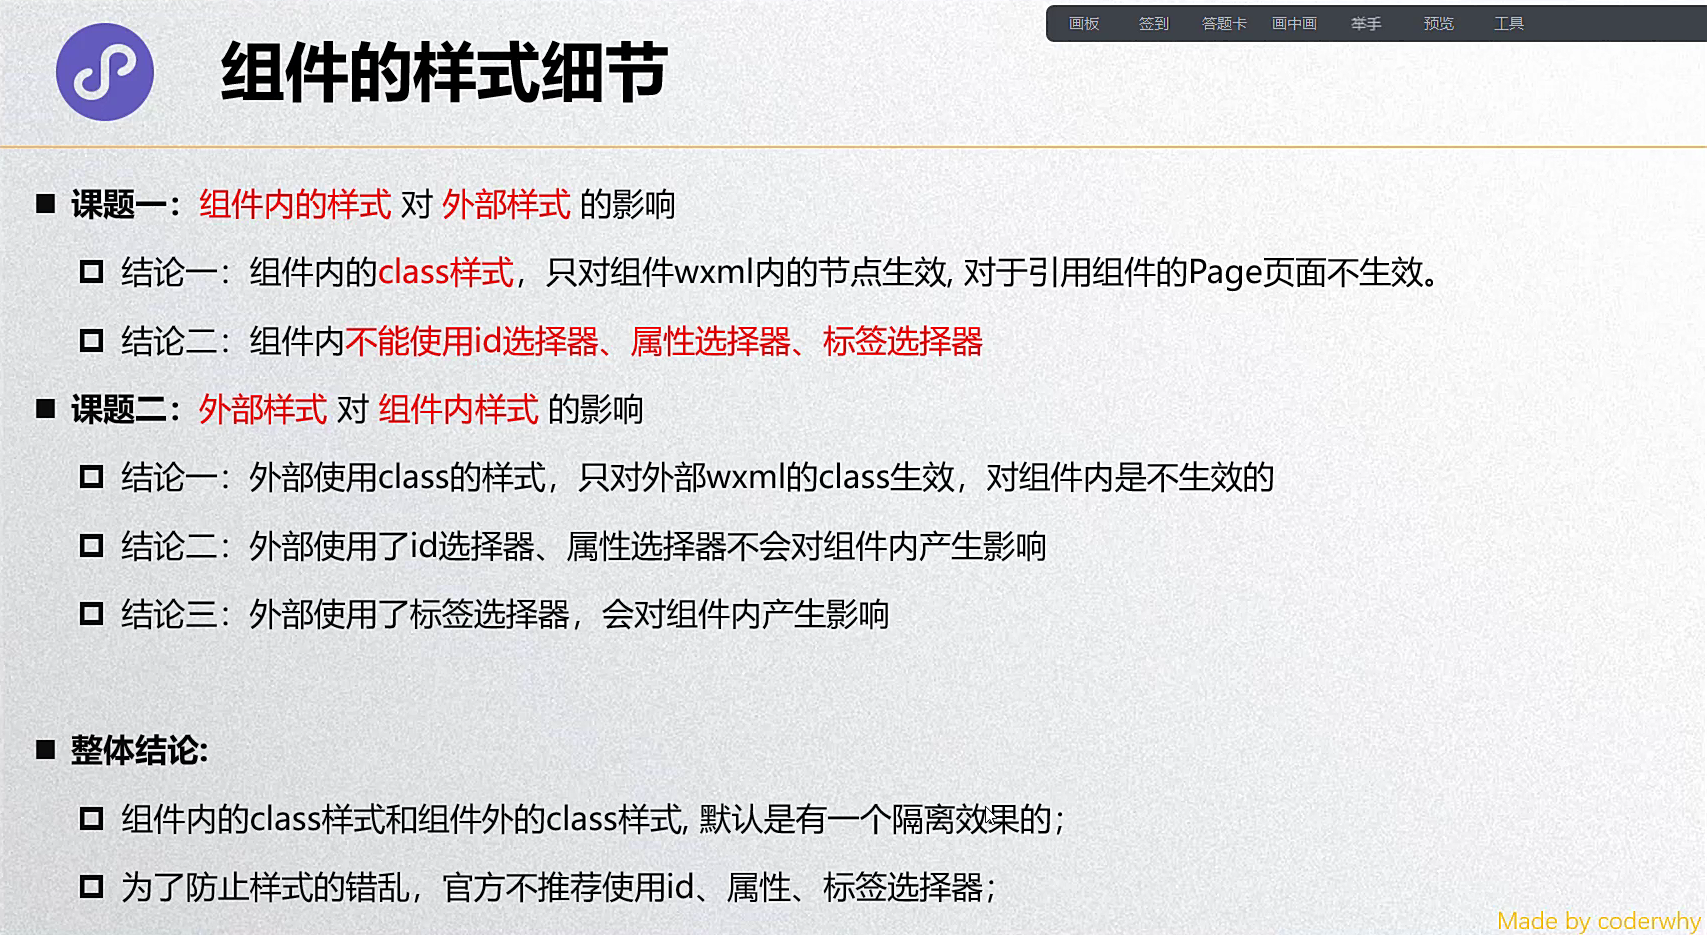 画板 签到 答题卡 画中画 举手 预览 工具
组件的样式细节
课题一：组件内的样式 对 外部样式 的影响
结论一：组件内的class样式，只对组件wxml内的节点生效, 对于引用组件的Page页面不生效。
结论二：组件内不能使用id选择器、属性选择器、标签选择器
课题二：外部样式 对 组件内样式 的影响
结论一：外部使用class的样式，只对外部wxml的class生效，对组件内是不生效的
结论二：外部使用了id选择器、属性选择器不会对组件内产生影响
结论三：外部使用了标签选择器，会对组件内产生影响
整体结论:
组件内的class样式和组件外的class样式, 默认是有一个隔离效果的；
为了防止样式的错乱，官方不推荐使用id、属性、标签选择器；
Made by coderwhy